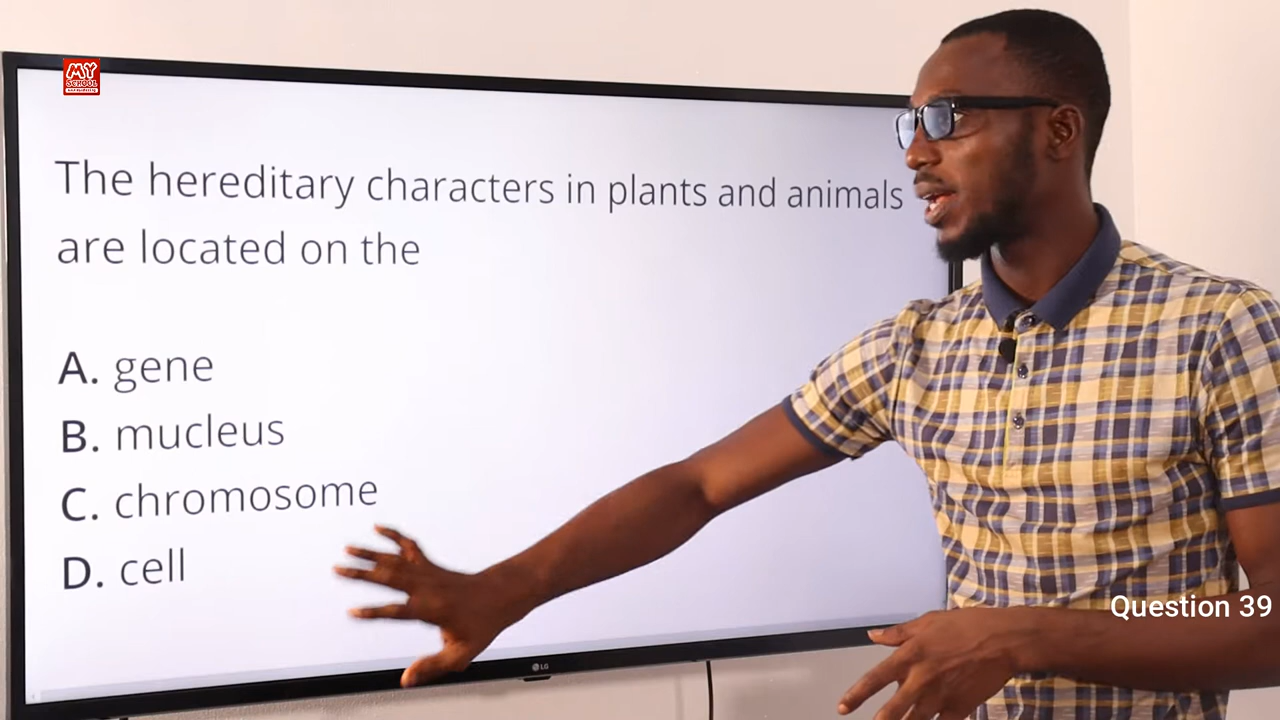 MY
SCHOOL
The hereditary characters in plants and animals
are located on the
A. gene
B. mucleus
C. chromosome
D. cell
Question 39
LG